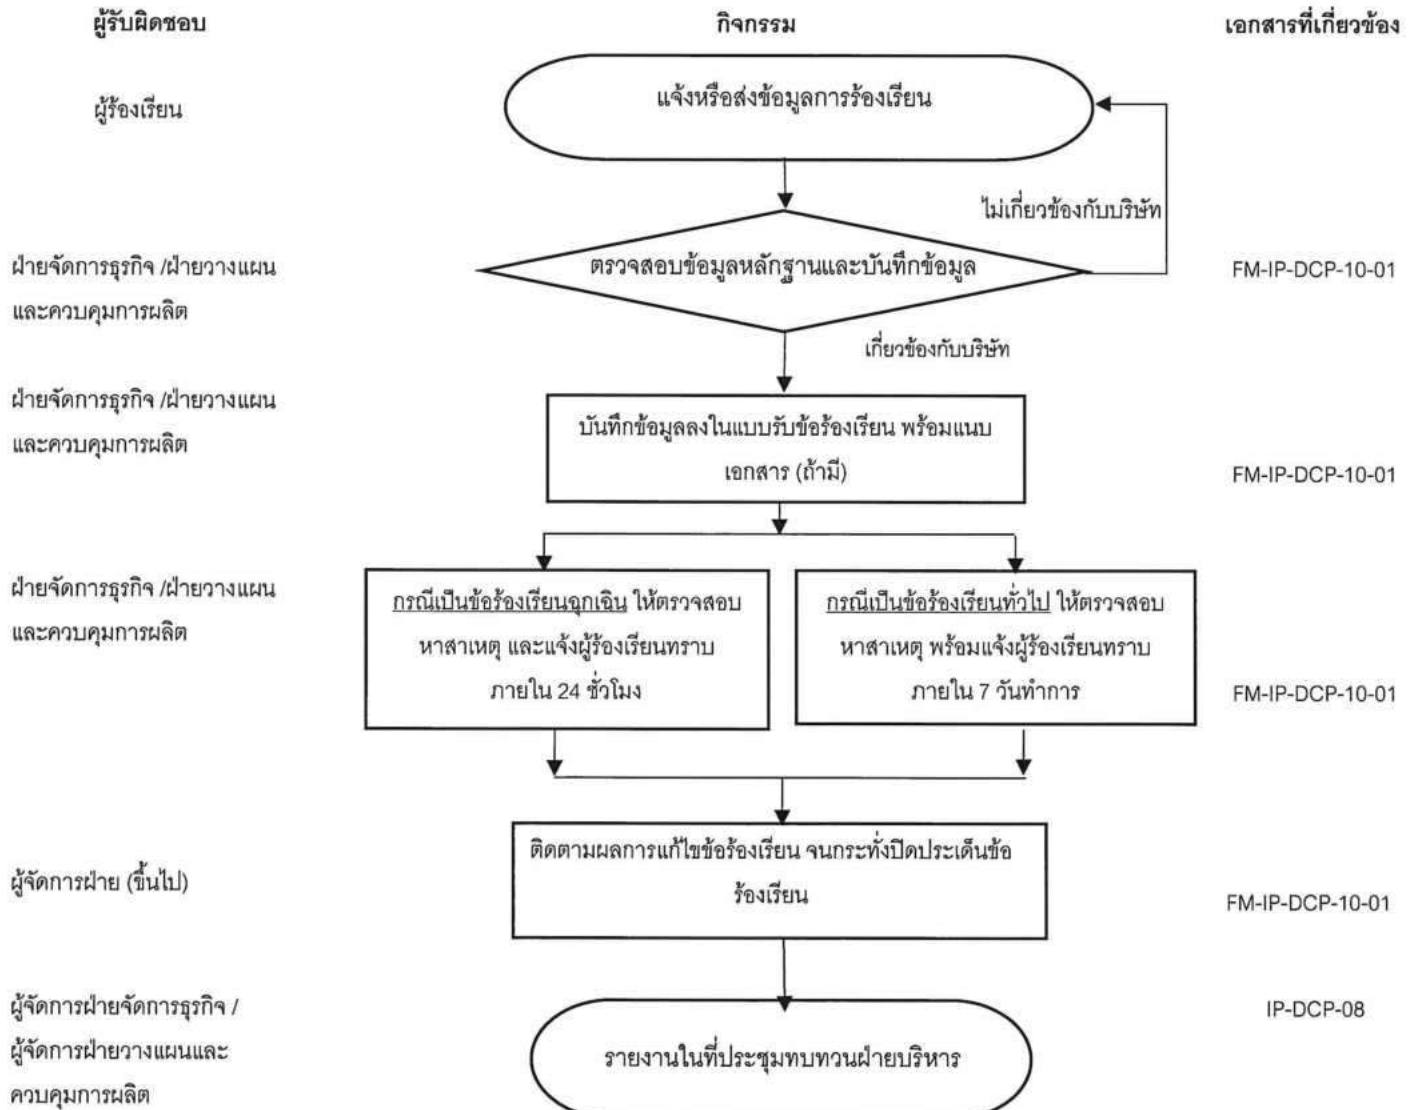 ผู้รับผิดชอบ
กิจกรรม
เอกสารที่เกี่ยวข้อง
ผู้ร้องเรียน
แจ้งหรือส่งข้อมูลการร้องเรียน
ไม่เกี่ยวข้องกับบริษัท
ฝ่ายจัดการธุรกิจ /ฝ่ายวางแผน
และควบคุมการผลิต
ตรวจสอบข้อมูลหลักฐานและบันทึกข้อมูล
FM-IP-DCP-10-01
เกี่ยวข้องกับบริษัท
ฝ่ายจัดการธุรกิจ /ฝ่ายวางแผน
และควบคุมการผลิต
บันทึกข้อมูลลงในแบบรับข้อร้องเรียน พร้อมแนบ
เอกสาร (ถ้ามี)
FM-IP-DCP-10-01
ฝ่ายจัดการธุรกิจ /ฝ่ายวางแผน
และควบคุมการผลิต
กรณีเป็นข้อร้องเรียนฉุกเฉิน ให้ตรวจสอบ
หาสาเหตุ และแจ้งผู้ร้องเรียนทราบ
ภายใน 24 ชั่วโมง
กรณีเป็นข้อร้องเรียนทั่วไป ให้ตรวจสอบ
หาสาเหตุ พร้อมแจ้งผู้ร้องเรียนทราบ
ภายใน 7 วันทำการ
FM-IP-DCP-10-01
ผู้จัดการฝ่าย (ขึ้นไป)
ติดตามผลการแก้ไขข้อร้องเรียน จนกระทั่งปิดประเด็นข้อ
ร้องเรียน
FM-IP-DCP-10-01
ผู้จัดการฝ่ายจัดการธุรกิจ /
ผู้จัดการฝ่ายวางแผนและ
ควบคุมการผลิต
รายงานในที่ประชุมทบทวนฝ่ายบริหาร
IP-DCP-08